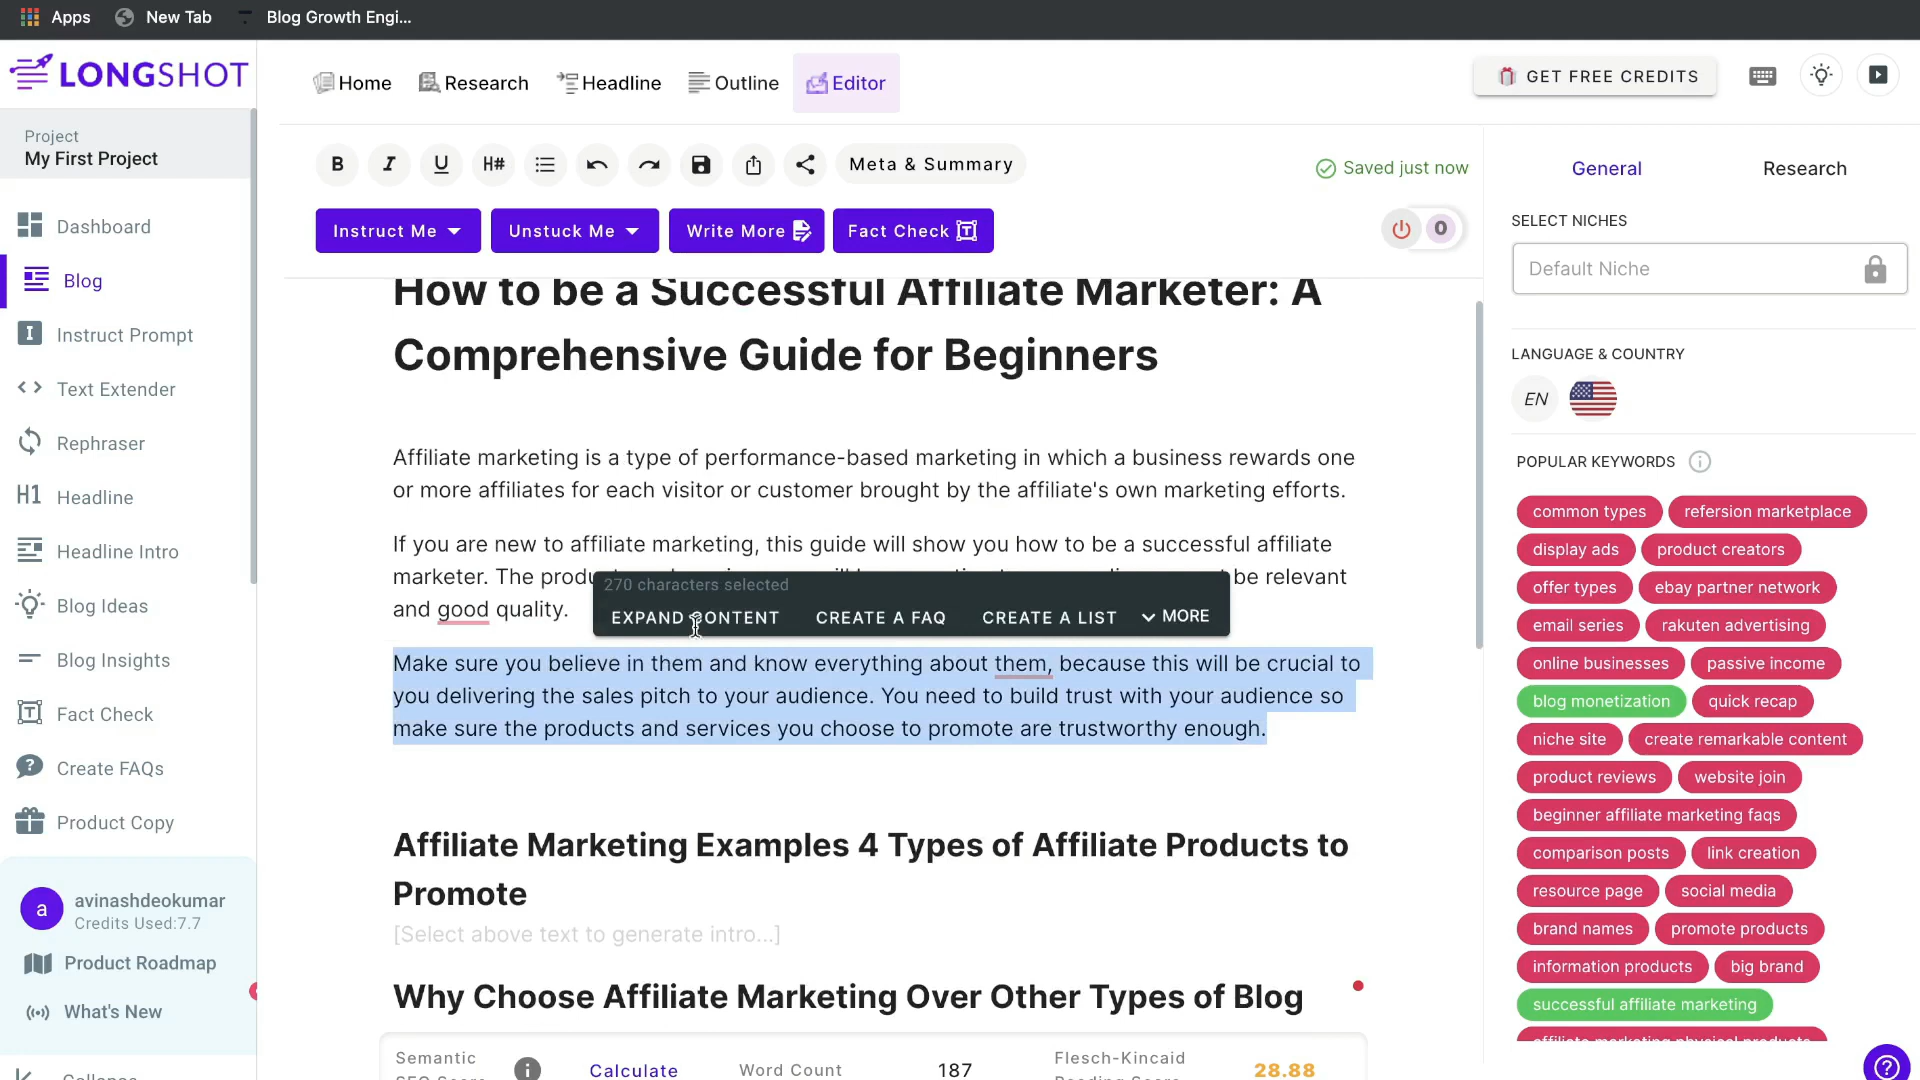 Apps
New Tab
Blog Growth Engi...
LONGSHOT
Home
Research
Headline
Outline
Editor
GET FREE CREDITS
Project
My First Project
B I U H#
Meta & Summary
Saved just now
Instruct Me
Unstuck Me
Write More
Fact Check
0
Dashboard
Blog
Instruct Prompt
Text Extender
Rephraser
H1 Headline
Headline Intro
Blog Ideas
Blog Insights
Fact Check
Create FAQs
Product Copy
a
avinashdeokumar
Credits Used:7.7
Product Roadmap
What's New
Collapse
How to be a Successful Affiliate Marketer: A
Comprehensive Guide for Beginners
Affiliate marketing is a type of performance-based marketing in which a business rewards one
or more affiliates for each visitor or customer brought by the affiliate's own marketing efforts.
If you are new to affiliate marketing, this guide will show you how to be a successful affiliate
marketer. The be relevant
and good quality.
270 characters selected
EXPAND CONTENT
CREATE A FAQ
CREATE A LIST
MORE
Make sure you believe in them and know everything about them, because this will be crucial to
you delivering the sales pitch to your audience. You need to build trust with your audience so
make sure the products and services you choose to promote are trustworthy enough.
Affiliate Marketing Examples 4 Types of Affiliate Products to
Promote
[Select above text to generate intro...]
Why Choose Affiliate Marketing Over Other Types of Blog
Semantic
SEO Score
Calculate
Word Count
187
Flesch-Kincaid
Reading Score
28.88
General
Research
SELECT NICHES
Default Niche
LANGUAGE & COUNTRY
EN
POPULAR KEYWORDS
common types
refersion marketplace
display ads
product creators
offer types
ebay partner network
email series
rakuten advertising
online businesses
passive income
blog monetization
quick recap
niche site
create remarkable content
product reviews
website join
beginner affiliate marketing faqs
comparison posts
link creation
resource page
social media
brand names
promote products
information products
big brand
successful affiliate marketing
affiliate marketing physical products